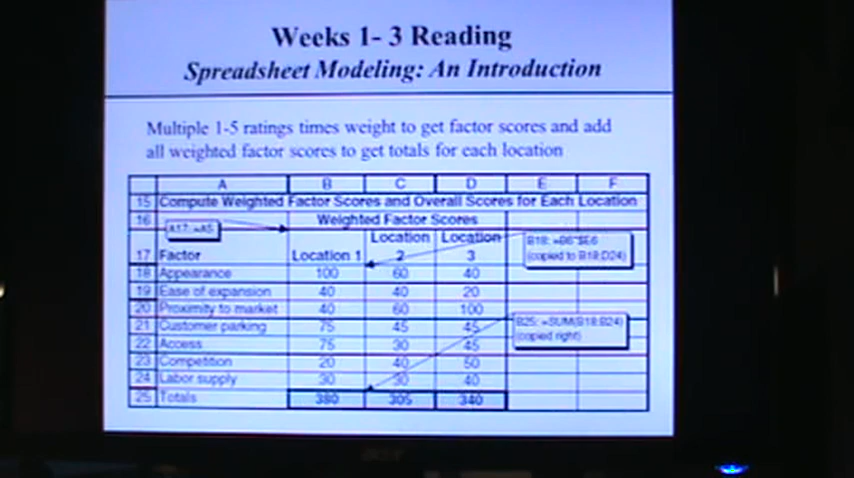 Weeks 1- 3 Reading
Spreadsheet Modeling: An Introduction
Multiple 1-5 ratings times weight to get factor scores and add
all weighted factor scores to get totals for each location
A B C D E F
15 Compute Weighted Factor Scores and Overall Scores for Each Location
16 Weighted Factor Scores
A17: =A5
17 Factor Location 1 Location 2 Location 3
B18: =B6*$E6
(copied to B18:D24)
18 Appearance 100 60 40
19 Ease of expansion 40 40 20
20 Proximity to market 40 60 100
21 Customer parking 75 45 45
22 Access 75 30 45
23 Competition 20 40 50
24 Labor supply 30 30 40
25 Totals 380 305 340
B25: =SUM(B18:B24)
(copied right)
acer